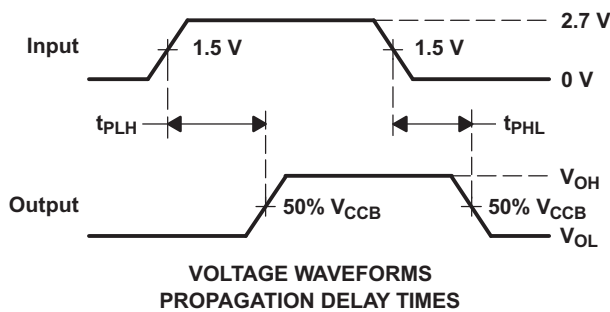 2.7 V
Input
1.5 V
1.5 V
0 V
tPLH
tPHL
VOH
Output
50% VCCB
50% VCCB
VOL
VOLTAGE WAVEFORMS
PROPAGATION DELAY TIMES